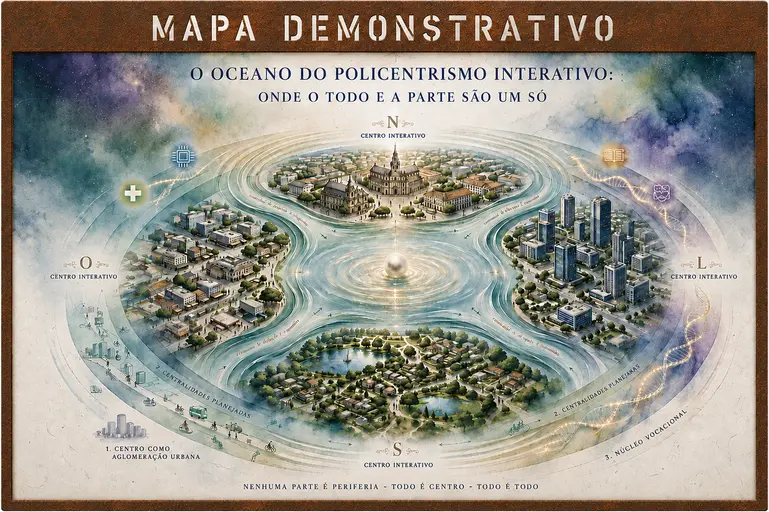 MAPA DEMONSTRATIVO
O OCEANO DO POLICENTRISMO INTERATIVO:
ONDE O TODO E A PARTE SÃO UM SÓ
N
CENTRO INTERATIVO
O
CENTRO INTERATIVO
L
CENTRO INTERATIVO
2. CENTRALIDADES PLANEJADAS
2. CENTRALIDADES PLANEJARAS
3. NÚCLEO VOCACIONAL
1. CENTRO COMO
AGLOMERAÇÃO URBANA
S
CENTRO INTERATIVO
NENHUMA PARTE É PERIFERIA – TODO É CENTRO - TODO É TODO